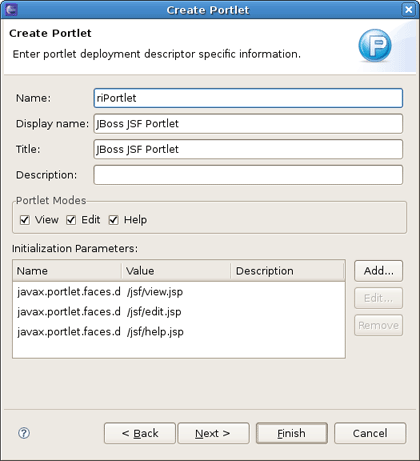 Create Portlet
Create Portlet
Enter portlet deployment descriptor specific information.
P
Name: riPortlet
Display name: JBoss JSF Portlet
Title: JBoss JSF Portlet
Description:
Portlet Modes
View Edit Help
Initialization Parameters:
Name Value Description
javax.portlet.faces.d /jsf/view.jsp
javax.portlet.faces.d /jsf/edit.jsp
javax.portlet.faces.d /jsf/help.jsp
Add...
Edit...
Remove
? < Back Next > Finish Cancel